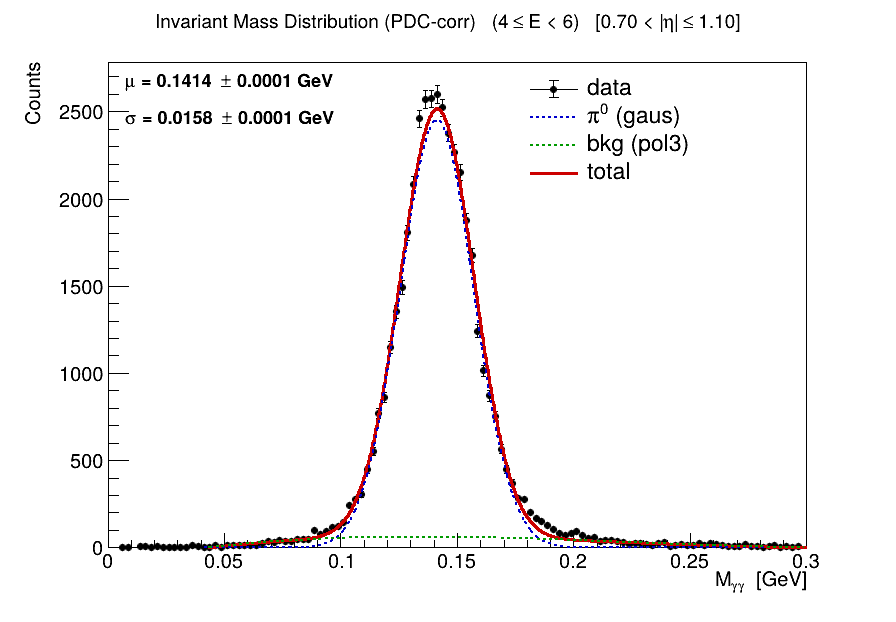 Invariant Mass Distribution (PDC-corr) (4 ≤ E < 6) [0.70 < |η| ≤ 1.10]
Counts
μ = 0.1414 ± 0.0001 GeV
σ = 0.0158 ± 0.0001 GeV
data
π⁰ (gaus)
bkg (pol3)
total
2500
2000
1500
1000
500
0
0 0.05 0.1 0.15 0.2 0.25 0.3
Mγγ [GeV]